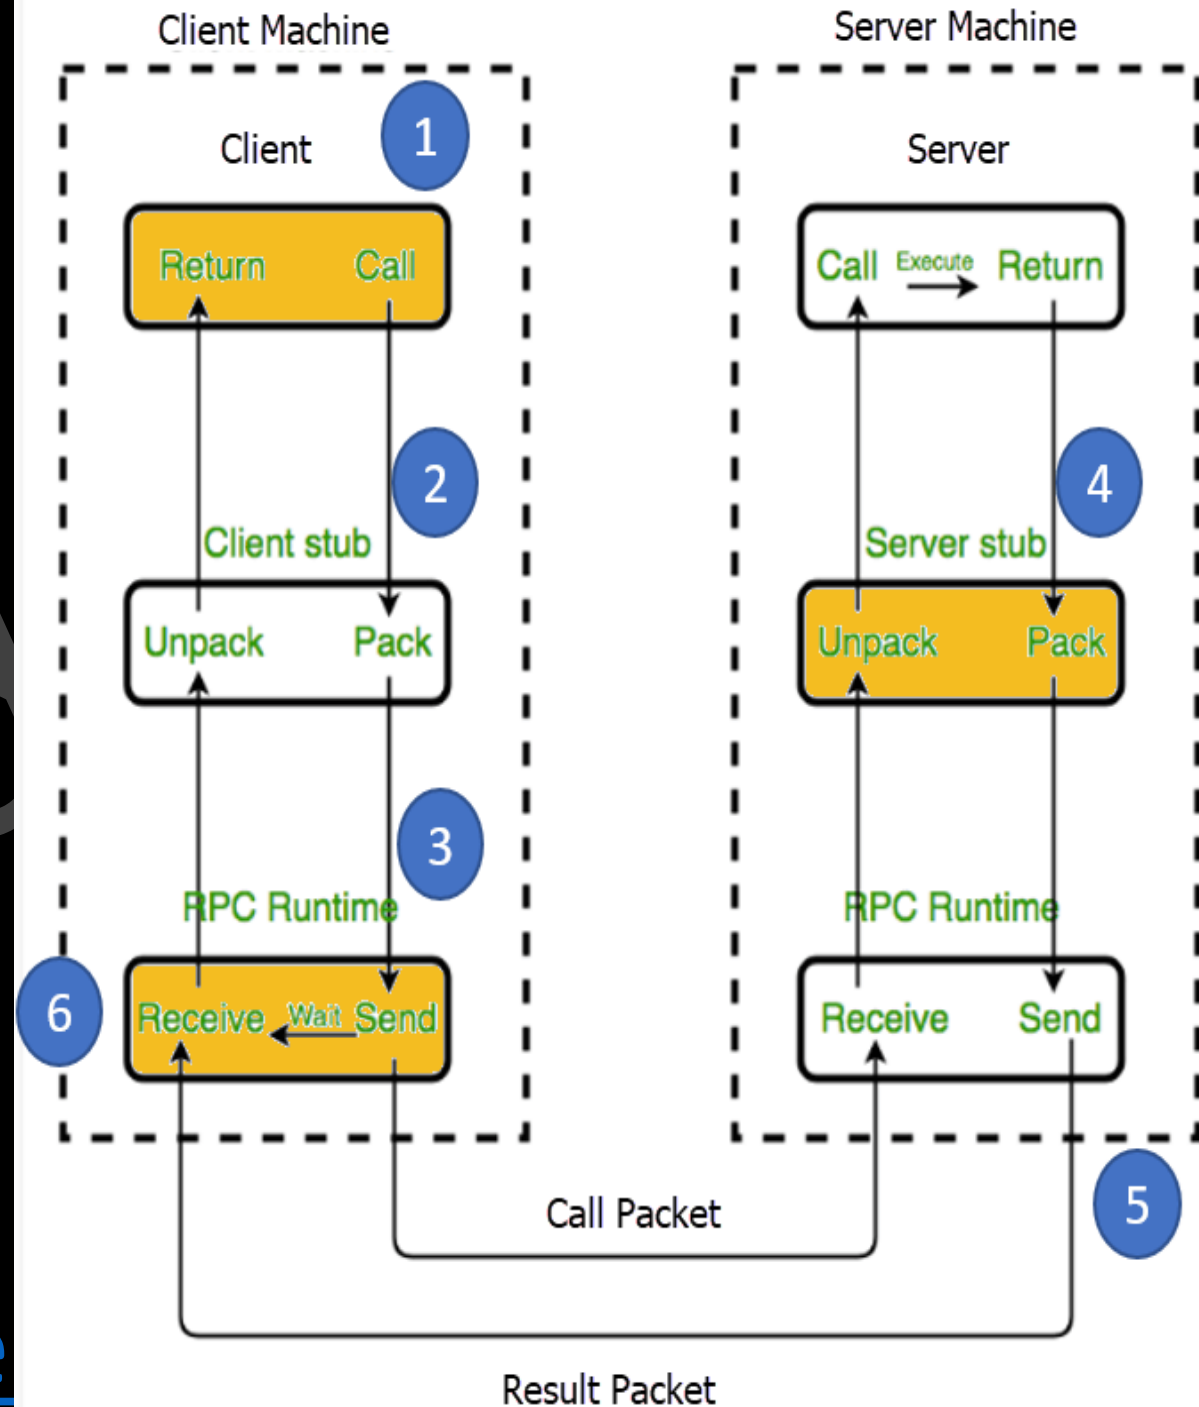 Client Machine
Server Machine
Client
1
Server
Return
Call
Call
Execute
Return
2
4
Client stub
Server stub
Unpack
Pack
Unpack
Pack
3
RPC Runtime
RPC Runtime
6
Receive
Wait
Send
Receive
Send
5
Call Packet
Result Packet
e